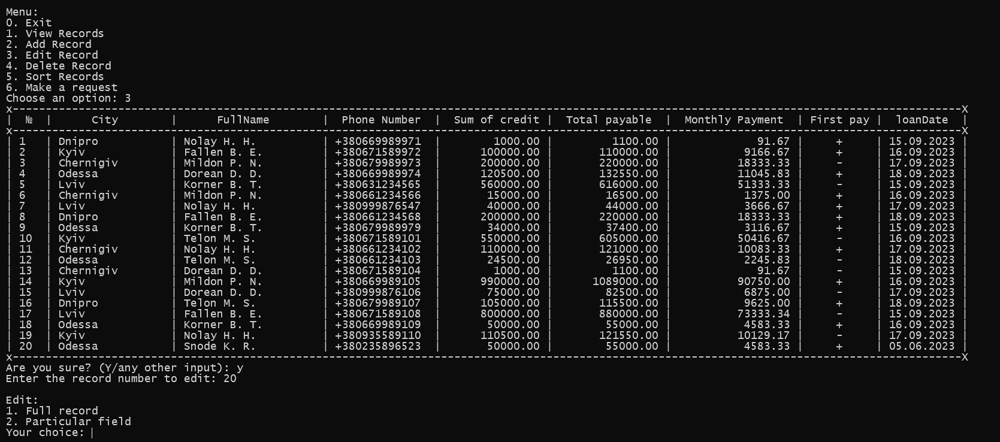 Menu:
0. Exit
1. View Records
2. Add Record
3. Edit Record
4. Delete Record
5. Sort Records
6. Make a request
Choose an option: 3
x------------------------------------------------------------------------------------------------------------------------------------------------X
|  №  |      City        |      FullName        |  Phone Number  |  Sum of credit |  Total payable  |  Monthly Payment  | First pay |  loanDate  |
x------------------------------------------------------------------------------------------------------------------------------------------------X
| 1   | Dnipro           | Nolay H. H.          | +380669989971  |        1000.00 |         1100.00 |             91.67 |     +     | 15.09.2023 |
| 2   | Kyiv             | Fallen B. E.         | +380671589972  |      100000.00 |       110000.00 |           9166.67 |     +     | 16.09.2023 |
| 3   | Chernigiv        | Mildon P. N.         | +380679989973  |      200000.00 |       220000.00 |          18333.33 |     -     | 17.09.2023 |
| 4   | Odessa           | Dorean D. D.         | +380669989974  |      120500.00 |       132550.00 |          11045.83 |     +     | 18.09.2023 |
| 5   | Lviv             | Korner B. T.         | +380631234565  |      560000.00 |       616000.00 |          51333.33 |     -     | 15.09.2023 |
| 6   | Chernigiv        | Mildon P. N.         | +380661234566  |       15000.00 |        16500.00 |           1375.00 |     +     | 16.09.2023 |
| 7   | Lviv             | Nolay H. H.          | +380999876547  |       40000.00 |        44000.00 |           3666.67 |     +     | 17.09.2023 |
| 8   | Dnipro           | Fallen B. E.         | +380661234568  |      200000.00 |       220000.00 |          18333.33 |     +     | 18.09.2023 |
| 9   | Odessa           | Korner B. T.         | +380679989979  |       34000.00 |        37400.00 |           3116.67 |     +     | 15.09.2023 |
| 10  | Kyiv             | Telon M. S.          | +380671589101  |      550000.00 |       605000.00 |          50416.67 |     -     | 16.09.2023 |
| 11  | Chernigiv        | Nolay H. H.          | +380661234102  |      110000.00 |       121000.00 |          10083.33 |     +     | 17.09.2023 |
| 12  | Odessa           | Telon M. S.          | +380661234103  |       24500.00 |        26950.00 |           2245.83 |     -     | 18.09.2023 |
| 13  | Chernigiv        | Dorean D. D.         | +380671589104  |        1000.00 |         1100.00 |             91.67 |     -     | 15.09.2023 |
| 14  | Kyiv             | Mildon P. N.         | +380669989105  |      990000.00 |      1089000.00 |          90750.00 |     +     | 16.09.2023 |
| 15  | Lviv             | Dorean D. D.         | +380999876106  |       75000.00 |        82500.00 |           6875.00 |     -     | 17.09.2023 |
| 16  | Dnipro           | Telon M. S.          | +380679989107  |      105000.00 |       115500.00 |           9625.00 |     +     | 18.09.2023 |
| 17  | Lviv             | Fallen B. E.         | +380671589108  |      800000.00 |       880000.00 |          73333.34 |     -     | 15.09.2023 |
| 18  | Odessa           | Korner B. T.         | +380669989109  |       50000.00 |        55000.00 |           4583.33 |     +     | 16.09.2023 |
| 19  | Kyiv             | Nolay H. H.          | +380935589110  |      110500.00 |       121550.00 |          10129.17 |     -     | 17.09.2023 |
| 20  | Odessa           | Snode K. R.          | +380235896523  |       50000.00 |        55000.00 |           4583.33 |     +     | 05.06.2023 |
x------------------------------------------------------------------------------------------------------------------------------------------------X
Are you sure? (Y/any other input): y
Enter the record number to edit: 20

Edit:
1. Full record
2. Particular field
Your choice: